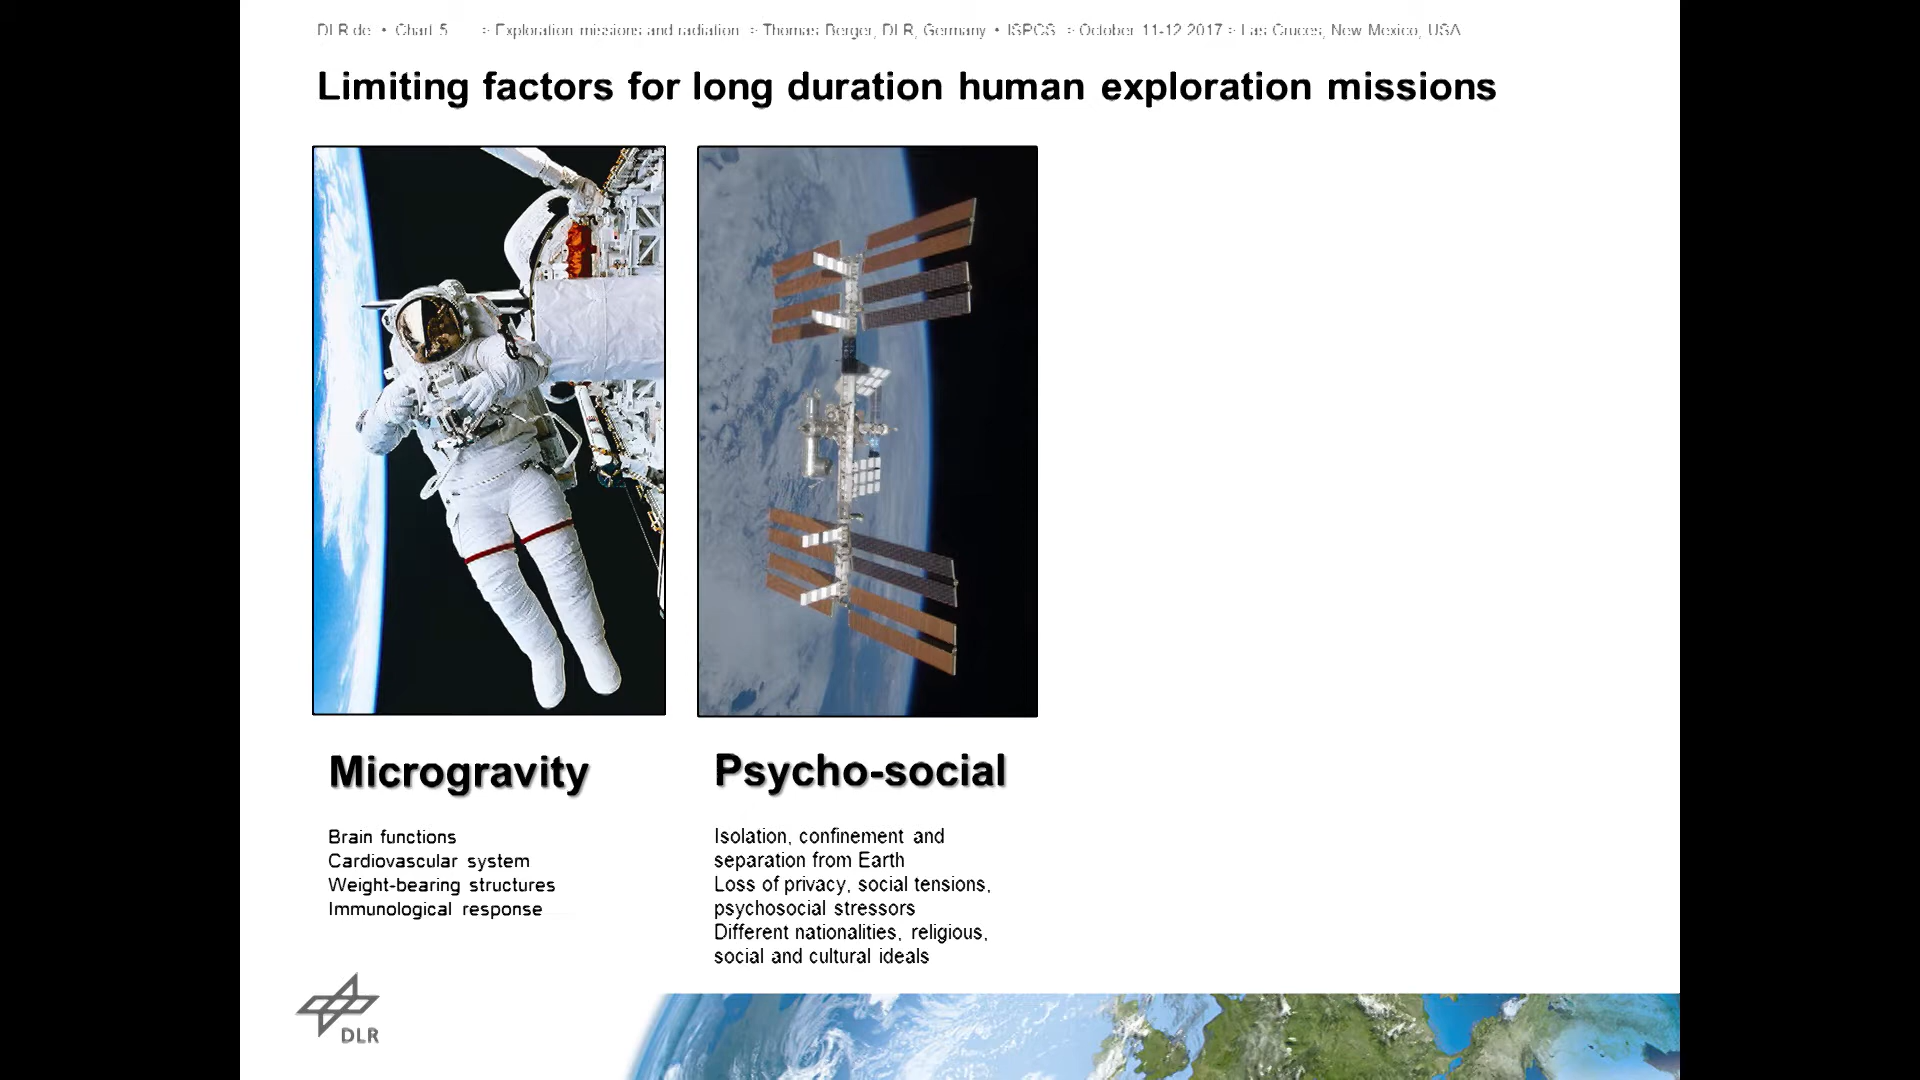 DLR.de • Chart 5 > Exploration missions and radiation > Thomas Berger, DLR, Germany • ISPCS > October 11-12 2017 > Las Cruces, New Mexico, USA
Limiting factors for long duration human exploration missions
Microgravity
Brain functions
Cardiovascular system
Weight-bearing structures
Immunological response
Psycho-social
Isolation, confinement and
separation from Earth
Loss of privacy, social tensions,
psychosocial stressors
Different nationalities, religious,
social and cultural ideals
DLR